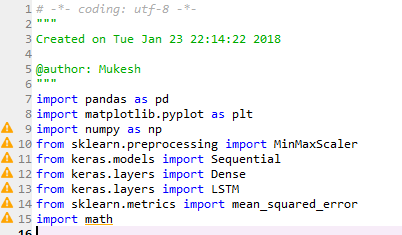 1 # -*- coding: utf-8 -*-
2 """
3 Created on Tue Jan 23 22:14:22 2018
4
5 @author: Mukesh
6 """
7 import pandas as pd
8 import matplotlib.pyplot as plt
9 import numpy as np
10 from sklearn.preprocessing import MinMaxScaler
11 from keras.models import Sequential
12 from keras.layers import Dense
13 from keras.layers import LSTM
14 from sklearn.metrics import mean_squared_error
15 import math
16